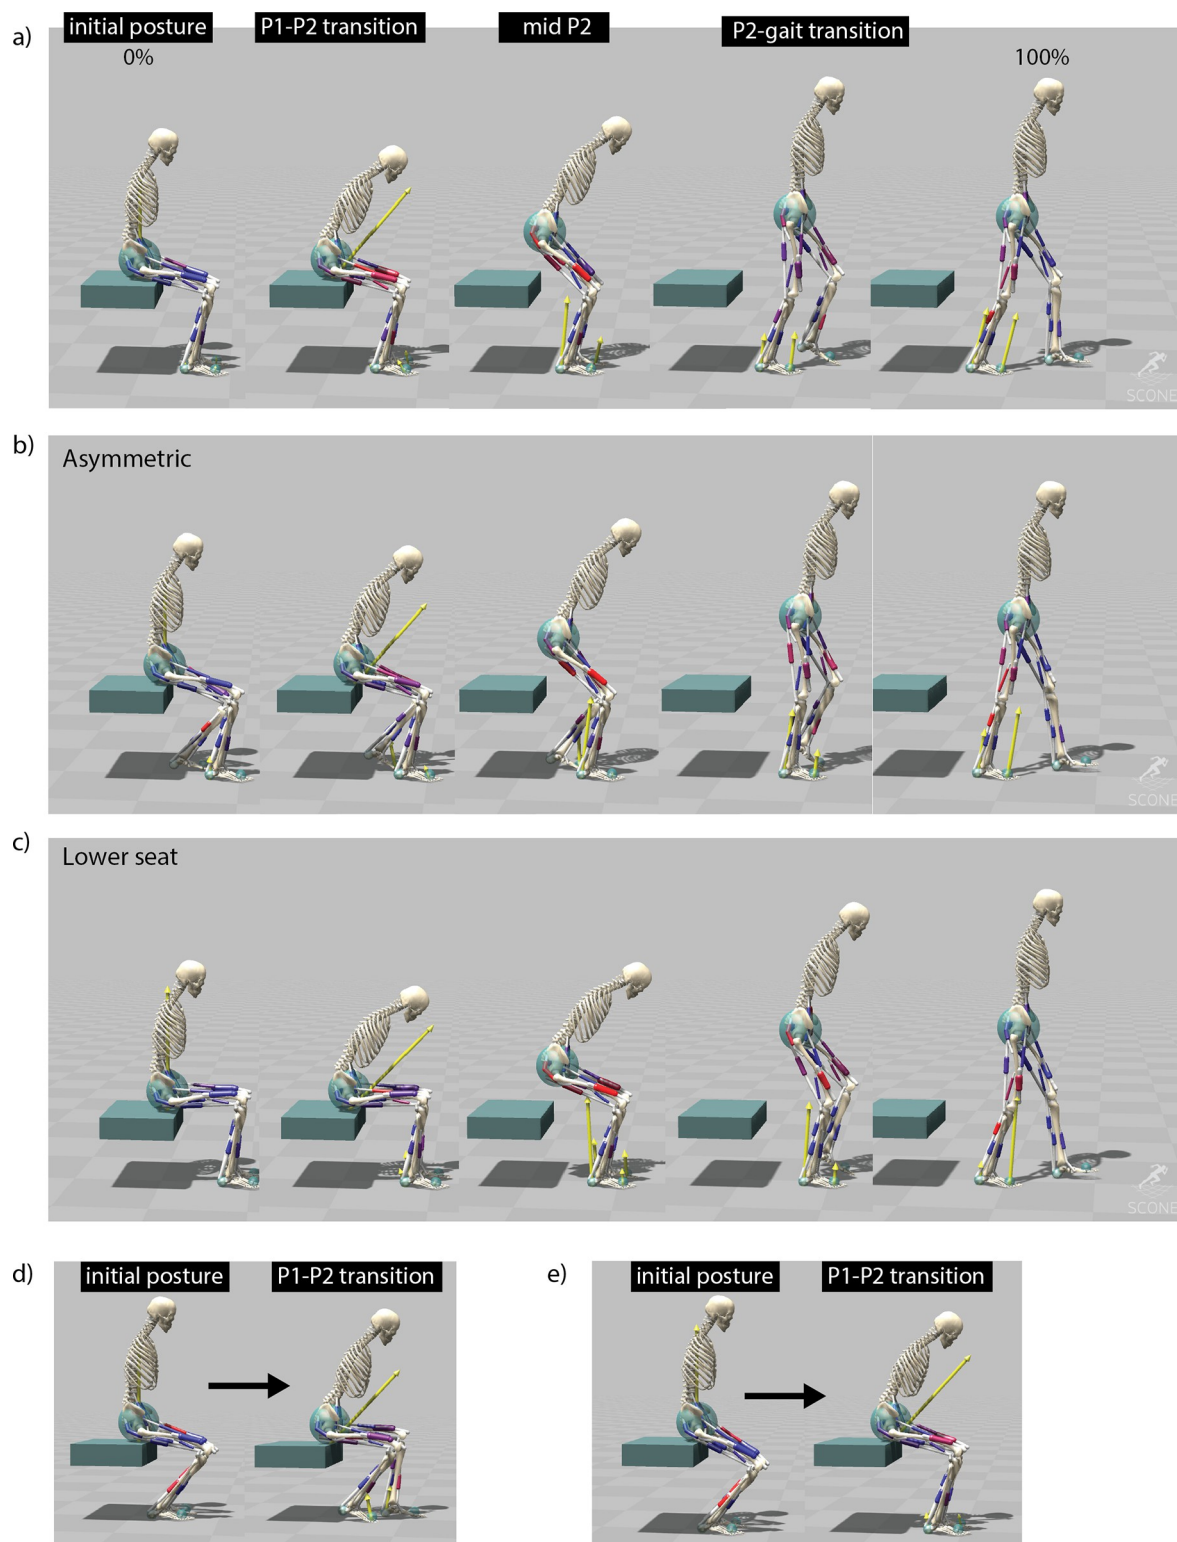 a)
initial posture
P1-P2 transition
mid P2
P2-gait transition
0%
100%
SCONE
b)
Asymmetric
SCONE
c)
Lower seat
SCONE
d)
initial posture
P1-P2 transition
e)
initial posture
P1-P2 transition